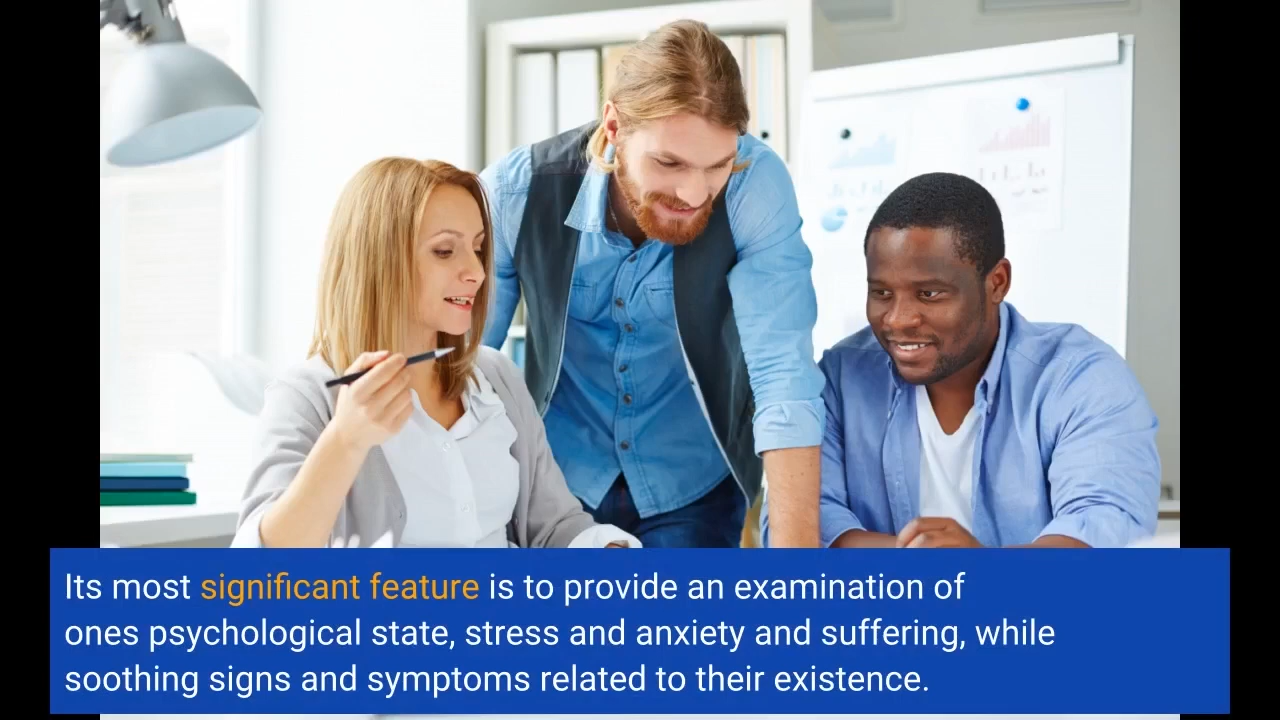 Its most significant feature is to provide an examination of
ones psychological state, stress and anxiety and suffering, while
soothing signs and symptoms related to their existence.